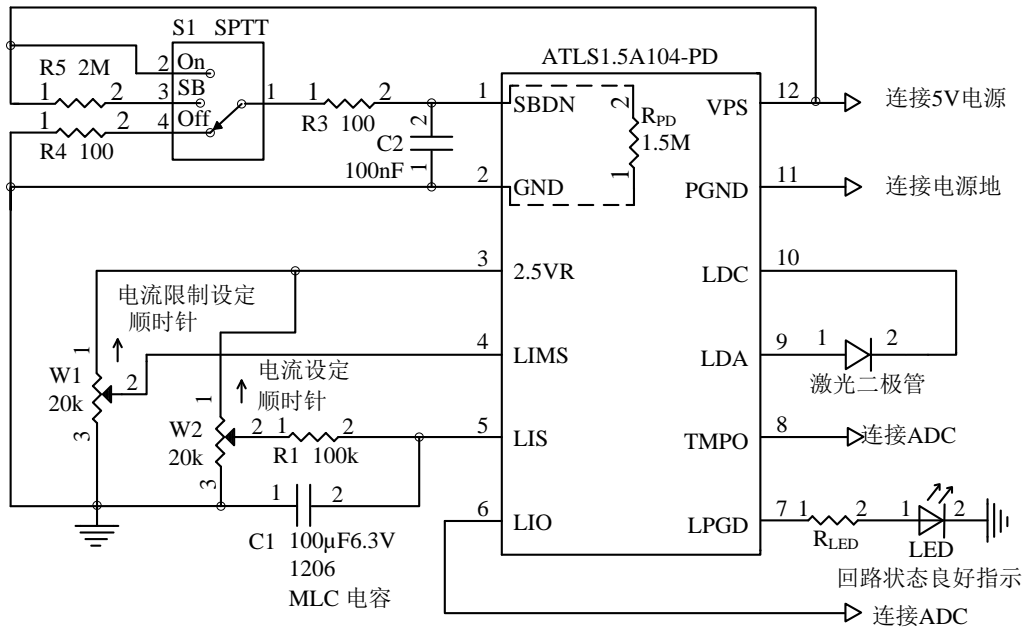 S1 SPTT
ATLS1.5A104-PD
R5 2M
1 2
2 On
3 SB
4 Off
1
1 2
R4 100
1 2
R3 100
2
C2
100nF
1
1 SBDN
2
R_PD
1.5M
1
2 GND
3 2.5VR
4 LIMS
5 LIS
6 LIO
VPS 12
连接5V电源
PGND 11
连接电源地
LDC 10
LDA 9
1 2
激光二极管
TMPO 8
连接ADC
LPGD 7
1 2
R_LED
1 2
LED
回路状态良好指示
连接ADC
电流限制设定
顺时针
1
W1
20k
2
3
电流设定
顺时针
1
W2
20k
2
3
1 2
R1 100k
1 2
C1 100μF6.3V
1206
MLC 电容